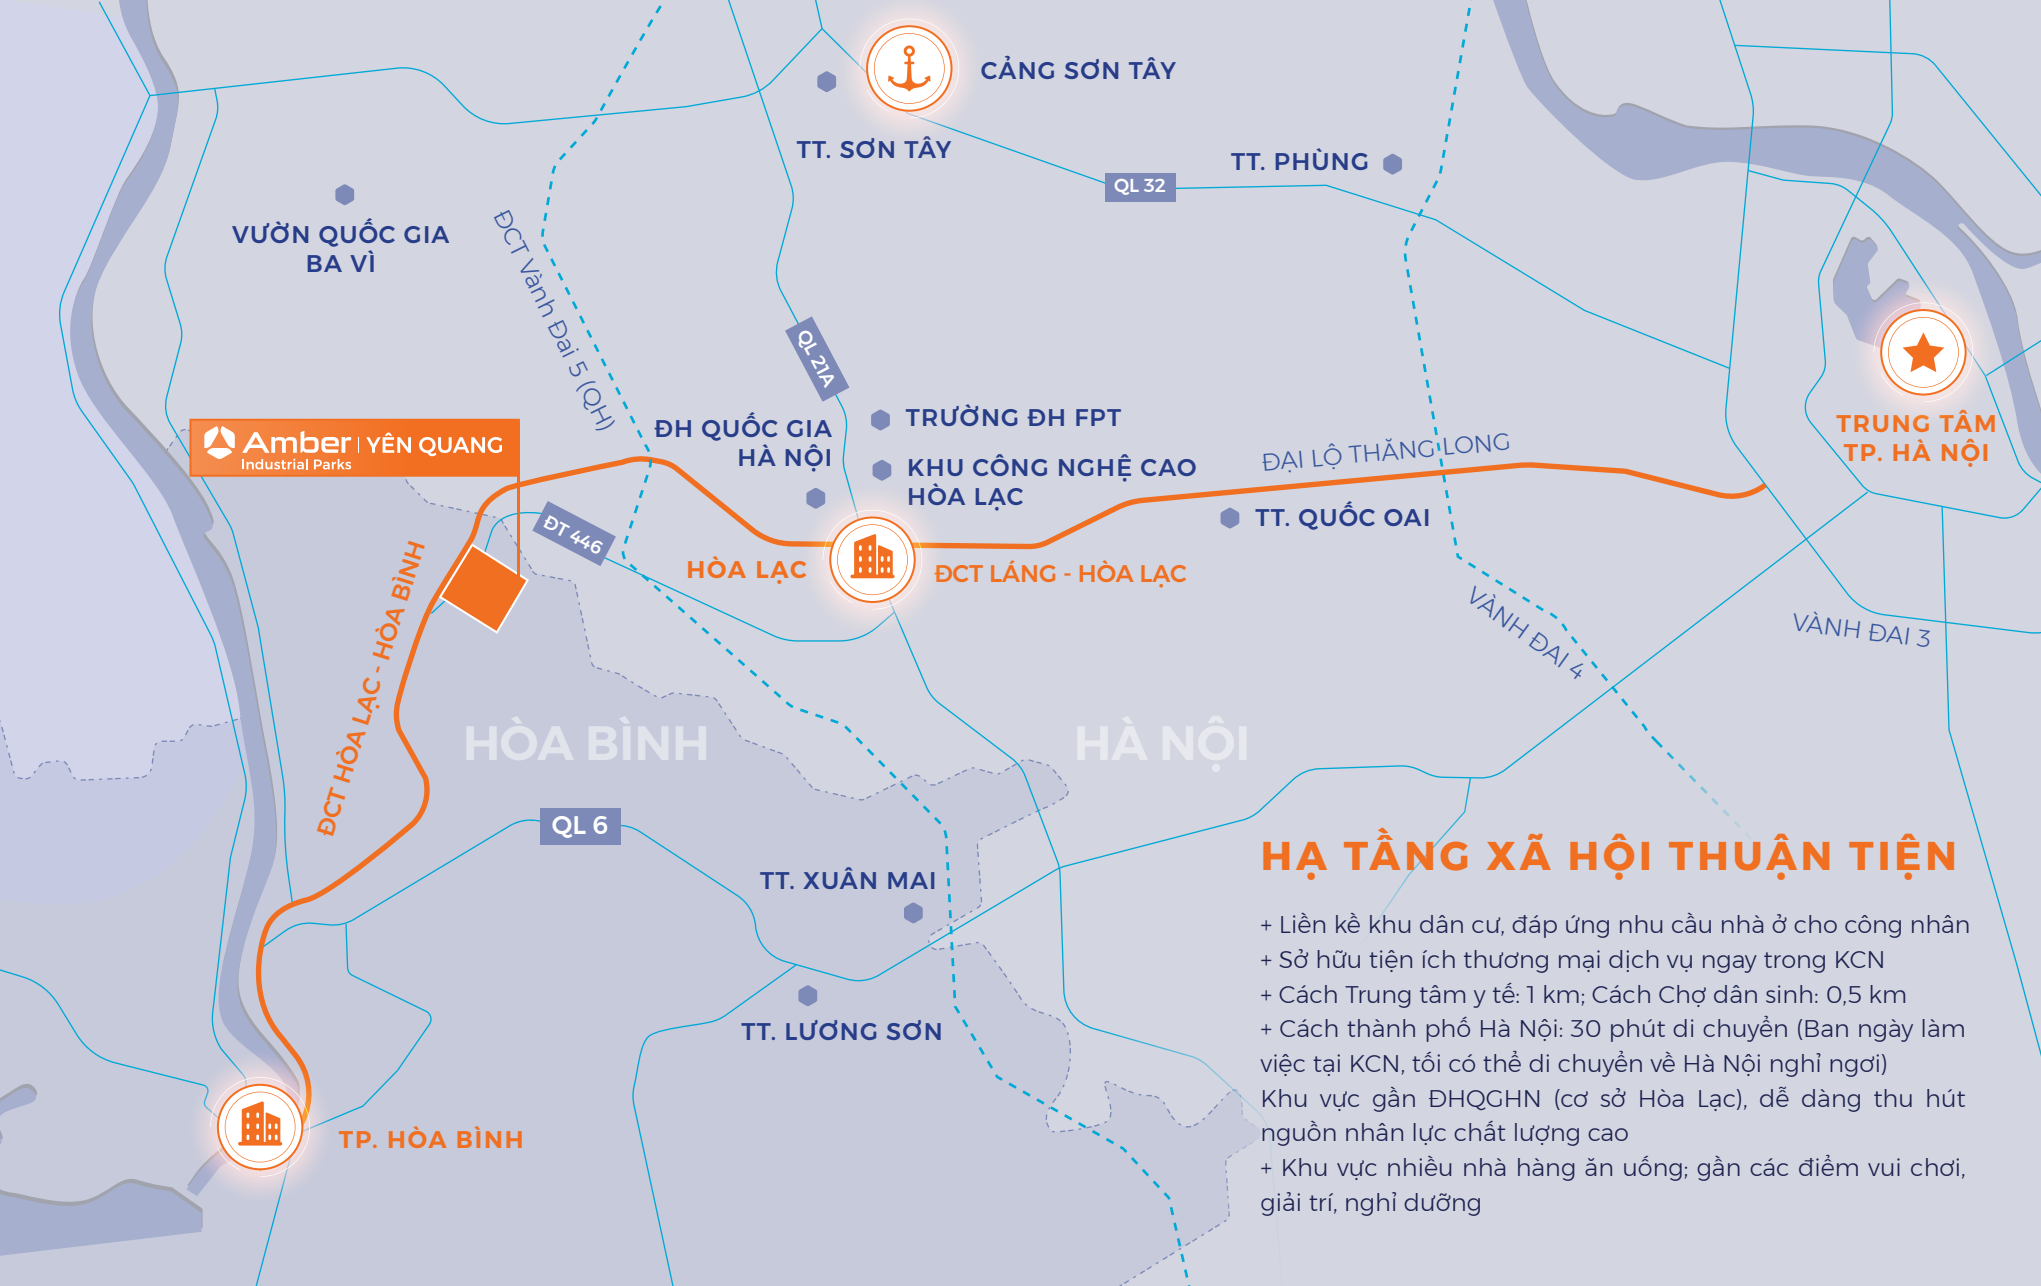 CẢNG SƠN TÂY
TT. SƠN TÂY
TT. PHÙNG
QL 32
VƯỜN QUỐC GIA
BA VÌ
ĐCT Vành Đai 5 (QH)
QL 21A
TRUNG TÂM
TP. HÀ NỘI
Amber | YÊN QUANG
Industrial Parks
ĐH QUỐC GIA
HÀ NỘI
TRƯỜNG ĐH FPT
KHU CÔNG NGHỆ CAO
HÒA LẠC
ĐẠI LỘ THĂNG LONG
TT. QUỐC OAI
ĐT 446
HÒA LẠC
ĐCT LÁNG - HÒA LẠC
ĐCT HÒA LẠC - HÒA BÌNH
VÀNH ĐAI 4
VÀNH ĐAI 3
HÒA BÌNH
HÀ NỘI
QL 6
TT. XUÂN MAI
TT. LƯƠNG SƠN
TP. HÒA BÌNH
HẠ TẦNG XÃ HỘI THUẬN TIỆN
+ Liền kề khu dân cư, đáp ứng nhu cầu nhà ở cho công nhân
+ Sở hữu tiện ích thương mại dịch vụ ngay trong KCN
+ Cách Trung tâm y tế: 1 km; Cách Chợ dân sinh: 0,5 km
+ Cách thành phố Hà Nội: 30 phút di chuyển (Ban ngày làm
việc tại KCN, tối có thể di chuyển về Hà Nội nghỉ ngơi)
Khu vực gần ĐHQGHN (cơ sở Hòa Lạc), dễ dàng thu hút
nguồn nhân lực chất lượng cao
+ Khu vực nhiều nhà hàng ăn uống; gần các điểm vui chơi,
giải trí, nghỉ dưỡng